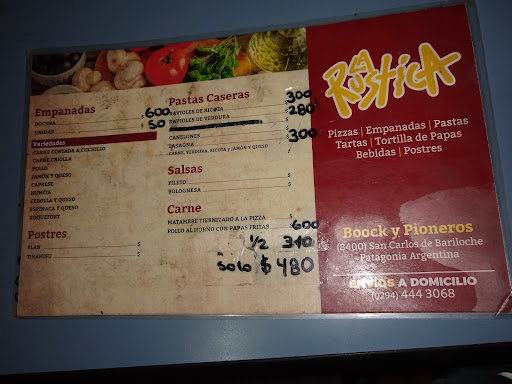 Empanadas
DOCENA $ 600
UNIDAD $ 50
Variedades
CARNE CORTADA A CUCHILLO
CARNE CRIOLLA
POLLO
JAMÓN Y QUESO
CAPRESE
HUMITA
CEBOLLA Y QUESO
ESPINACA Y QUESO
ROQUEFORT
Postres
FLAN $
TIRAMISU $
Pastas Caseras
RAVIOLES DE RICOTA 300
RAVIOLES DE VERDURA 280
CANELONES 300
LASAGNA
CARNE, VERDURA, RICOTA y JAMÓN Y QUESO
Salsas
FILETO $
BOLOGNESA $
Carne
MATAMBRE TIERNIZADO A LA PIZZA $
POLLO AL HORNO CON PAPAS FRITAS $ 600
1/2 310
SOLO $480
LA RUSTICA
Pizzas | Empanadas | Pastas
Tartas | Tortilla de Papas
Bebidas | Postres
Boock y Pioneros
(8400) San Carlos de Bariloche
Patagonia Argentina
ENVIOS A DOMICILIO
(0294) 444 3068